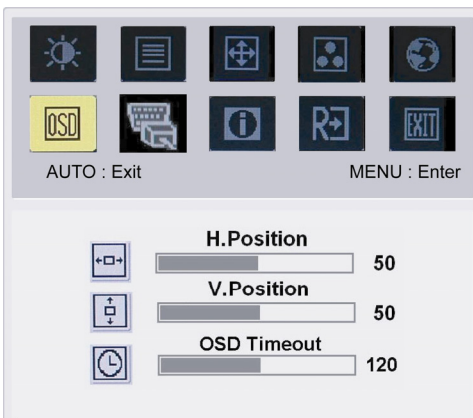 OSD
R
EXIT
AUTO : Exit
MENU : Enter
H.Position
50
V.Position
50
OSD Timeout
120